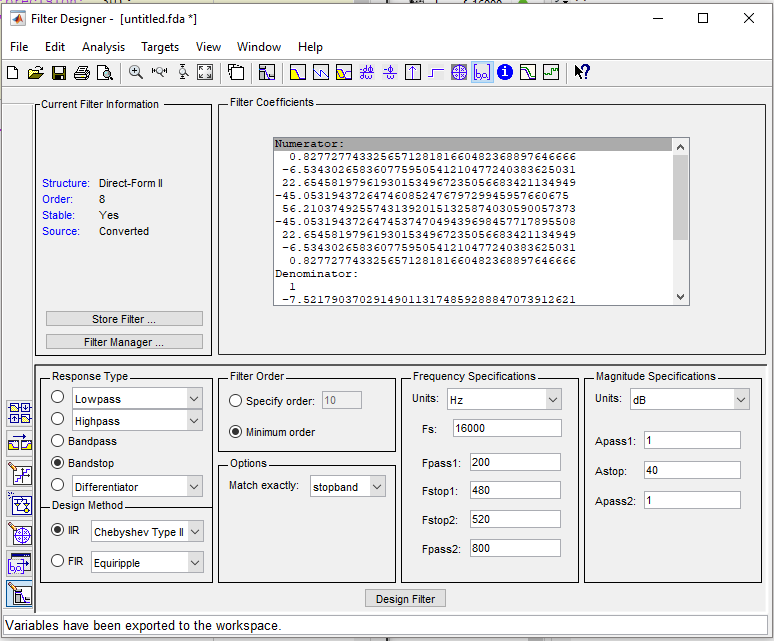 Filter Designer - [untitled.fda *]
File Edit Analysis Targets View Window Help
Current Filter Information
Structure: Direct-Form II
Order: 8
Stable: Yes
Source: Converted
Store Filter ...
Filter Manager ...
Filter Coefficients
Numerator:
0.827727743325657128181660482368897646666
-6.534302658360775950541210477240383625031
22.654581979619301534967235056683421134949
-45.053194372647460852476797299459576606​75
56.210374925574313920151325874030590057373
-45.053194372647453747049439698457717895508
22.654581979619301534967235056683421134949
-6.534302658360775950541210477240383625031
0.827727743325657128181660482368897646666
Denominator:
1
-7.521790370291490113174859288847073912621
Response Type
Lowpass
Highpass
Bandpass
Bandstop
Differentiator
Design Method
IIR Chebyshev Type II
FIR Equiripple
Filter Order
Specify order: 10
Minimum order
Options
Match exactly: stopband
Frequency Specifications
Units: Hz
Fs: 16000
Fpass1: 200
Fstop1: 480
Fstop2: 520
Fpass2: 800
Magnitude Specifications
Units: dB
Apass1: 1
Astop: 40
Apass2: 1
Design Filter
Variables have been exported to the workspace.